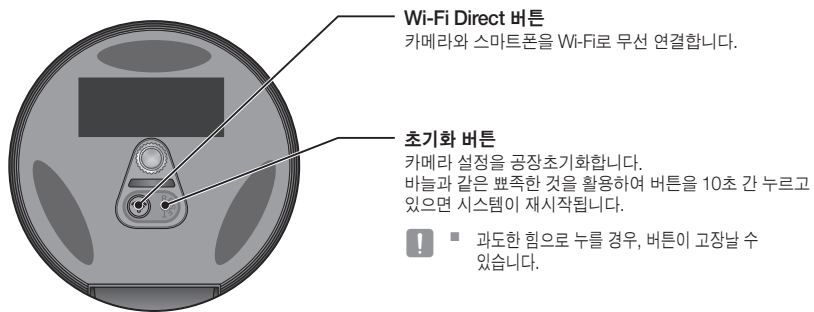 Wi-Fi Direct 버튼
카메라와 스마트폰을 Wi-Fi로 무선 연결합니다.
초기화 버튼
카메라 설정을 공장초기화합니다.
바늘과 같은 뾰족한 것을 활용하여 버튼을 10초 간 누르고
있으면 시스템이 재시작됩니다.
■ 과도한 힘으로 누를 경우, 버튼이 고장날 수
있습니다.